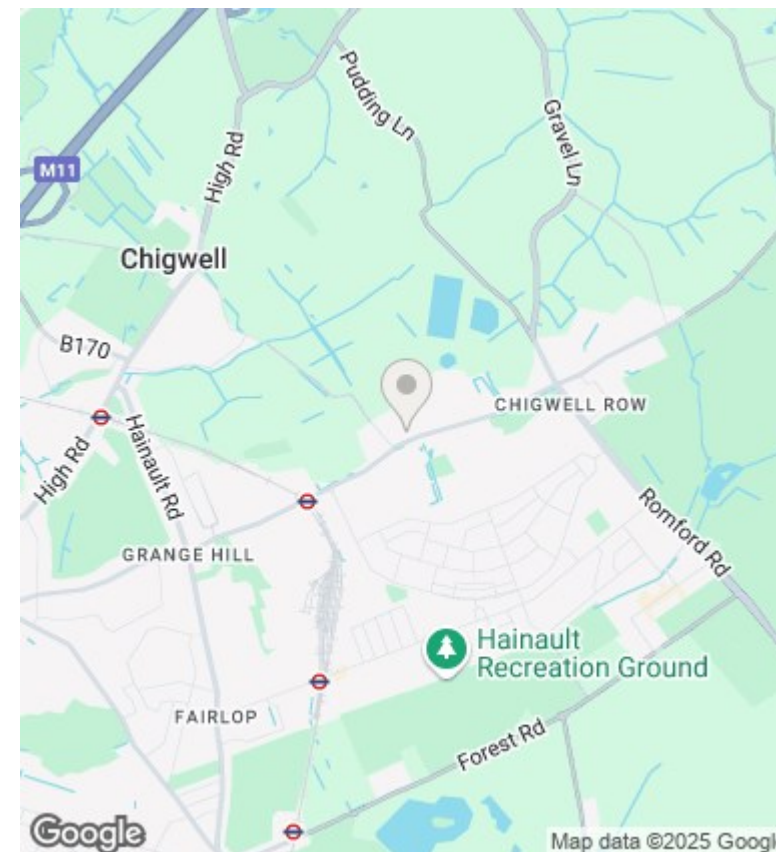 Pudding Ln
Gravel Ln
High Rd
M11
Chigwell
B170
CHIGWELL ROW
High Rd
Hainault Rd
Romford Rd
GRANGE HILL
Hainault
Recreation Ground
FAIRLOP
Forest Rd
Google
Map data ©2025 Googl